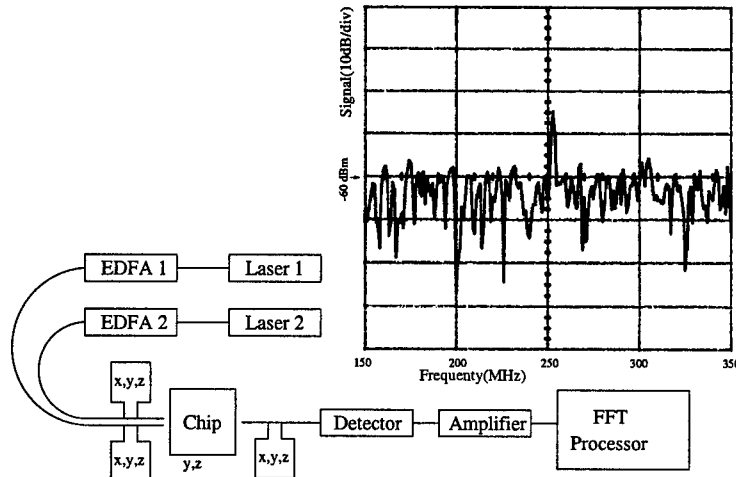 Signal(10dB/div)
-60 dBm
150 200 250 300 350
Frequenty(MHz)
EDFA 1 Laser 1
EDFA 2 Laser 2
x,y,z
Chip
x,y,z
y,z
x,y,z
Detector
Amplifier
FFT
Processor